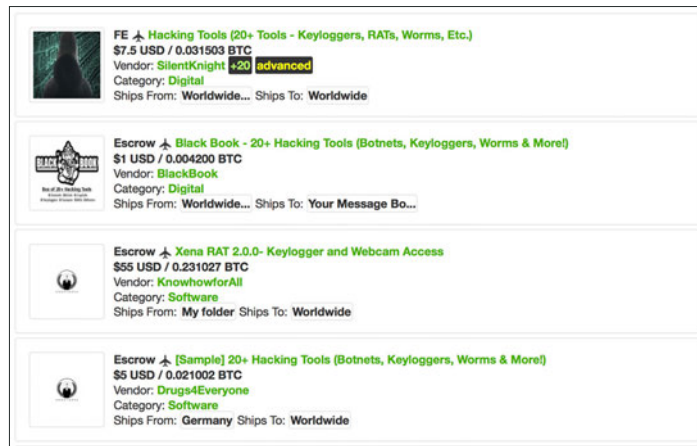 FE Hacking Tools (20+ Tools - Keyloggers, RATs, Worms, Etc.)
$7.5 USD / 0.031503 BTC
Vendor: SilentKnight +20 advanced
Category: Digital
Ships From: Worldwide... Ships To: Worldwide
Escrow Black Book - 20+ Hacking Tools (Botnets, Keyloggers, Worms & More!)
$1 USD / 0.004200 BTC
BLACK BOOK
Vendor: BlackBook
Category: Digital
Ships From: Worldwide... Ships To: Your Message Bo...
Escrow Xena RAT 2.0.0- Keylogger and Webcam Access
$55 USD / 0.231027 BTC
Vendor: KnowhowforAll
Category: Software
Ships From: My folder Ships To: Worldwide
Escrow [Sample] 20+ Hacking Tools (Botnets, Keyloggers, Worms & More!)
$5 USD / 0.021002 BTC
Vendor: Drugs4Everyone
Category: Software
Ships From: Germany Ships To: Worldwide